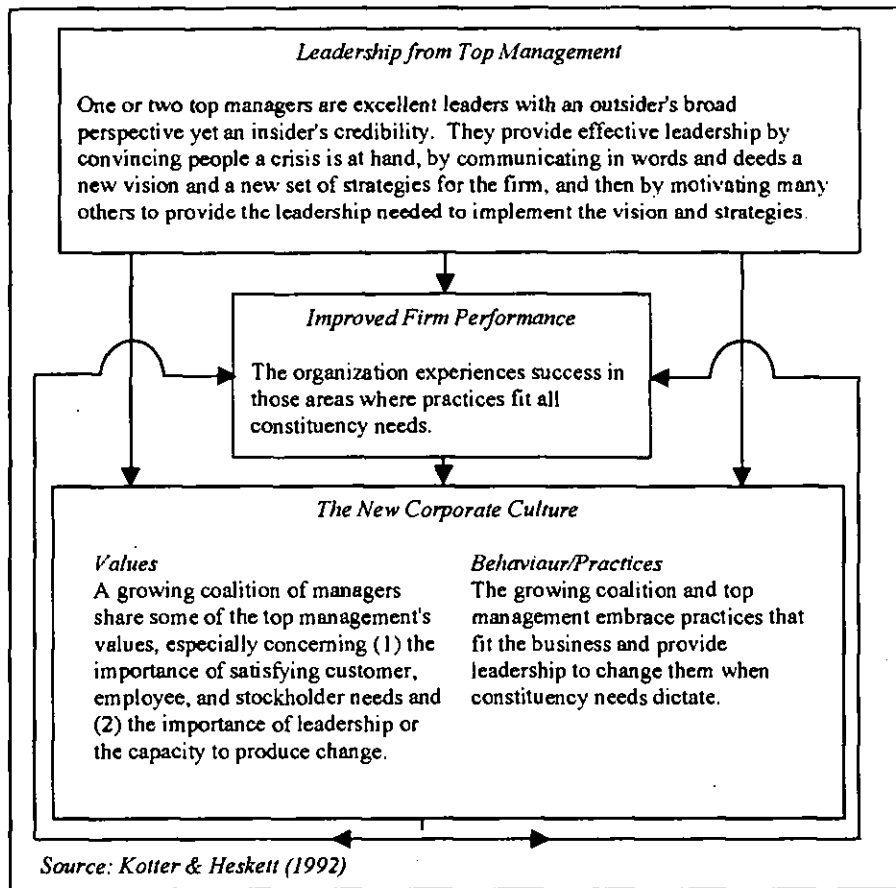 Leadership from Top Management
One or two top managers are excellent leaders with an outsider's broad
perspective yet an insider's credibility. They provide effective leadership by
convincing people a crisis is at hand, by communicating in words and deeds a
new vision and a new set of strategies for the firm, and then by motivating many
others to provide the leadership needed to implement the vision and strategies.
Improved Firm Performance
The organization experiences success in
those areas where practices fit all
constituency needs.
The New Corporate Culture
Values
A growing coalition of managers
share some of the top management's
values, especially concerning (1) the
importance of satisfying customer,
employee, and stockholder needs and
(2) the importance of leadership or
the capacity to produce change.
Behaviour/Practices
The growing coalition and top
management embrace practices that
fit the business and provide
leadership to change them when
constituency needs dictate.
Source: Kotter & Heskett (1992)